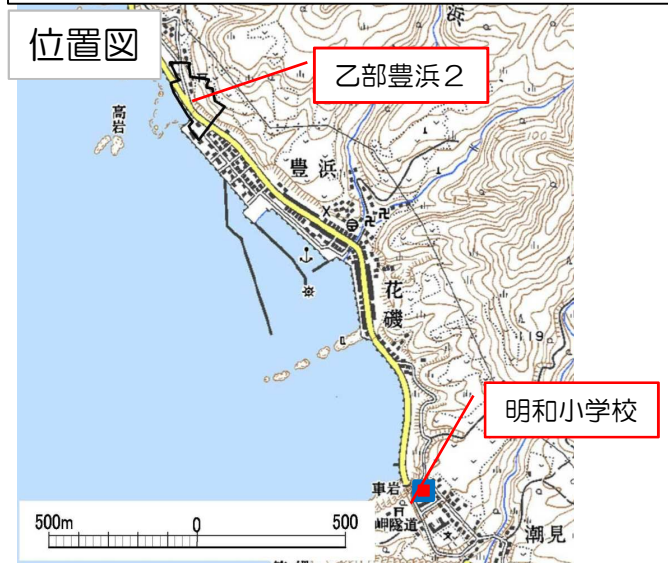 位置図
乙部豊浜2
高岩
豊浜
花磯
119
明和小学校
車岩
岬隧道
潮見
500m 0 500